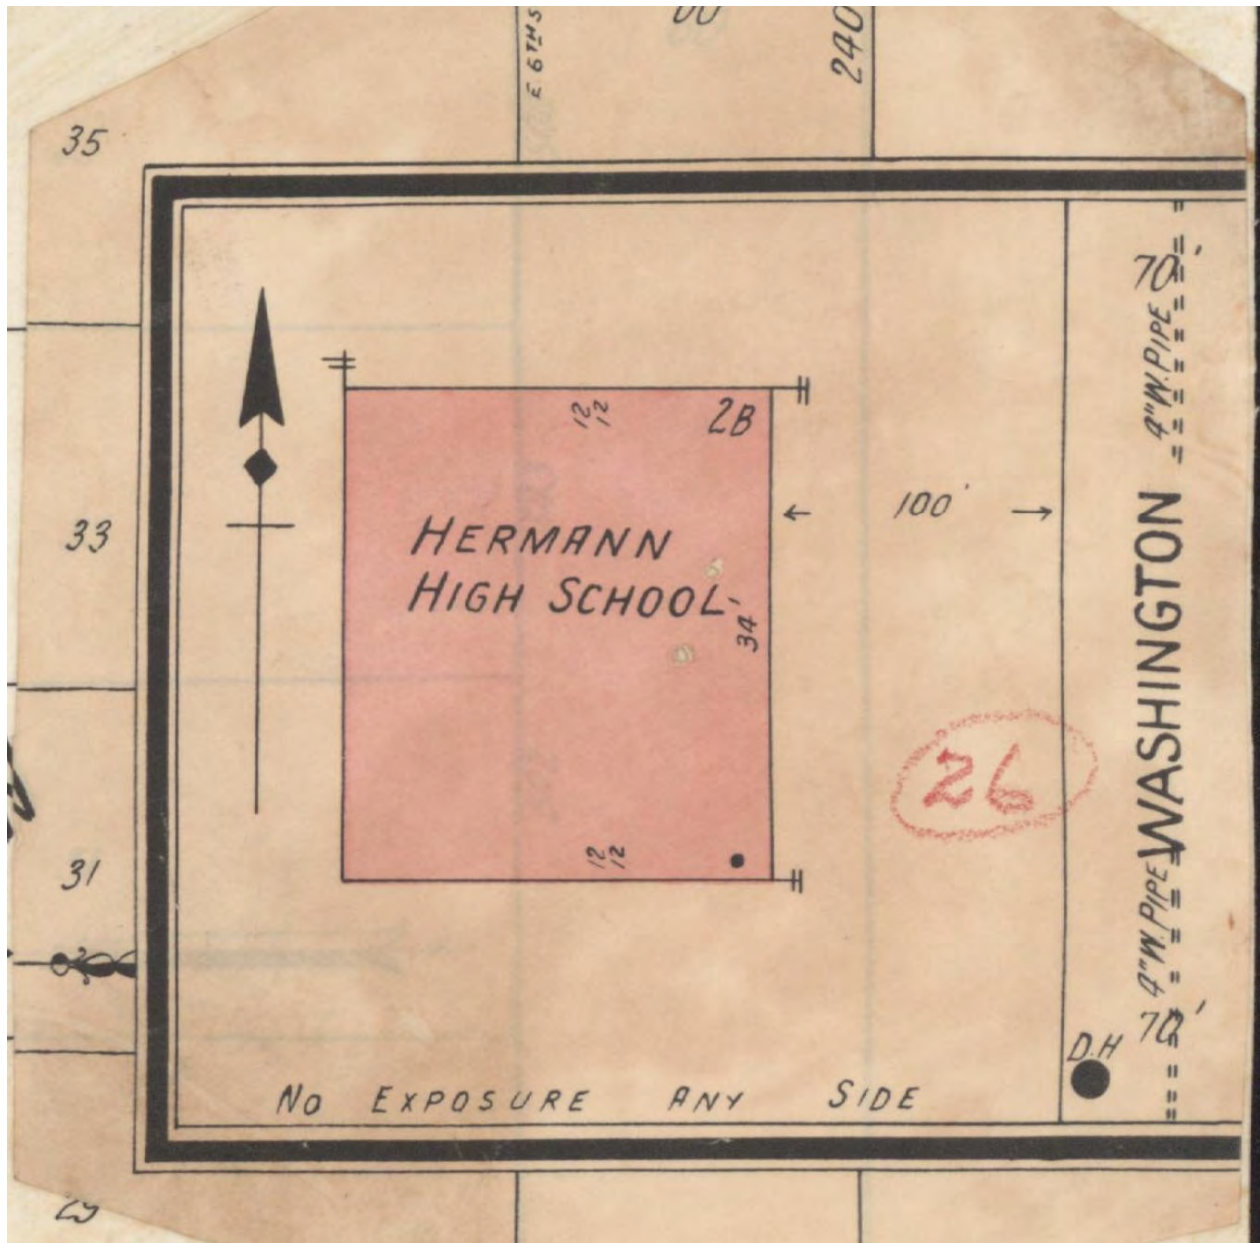 E 6TH S
240
35
2B
12 12
HERMANN
HIGH SCHOOL
34'
100'
33
26
31
12 12
70'
4" W. PIPE
WASHINGTON
4" W. PIPE
70'
D.H
NO EXPOSURE ANY SIDE
29